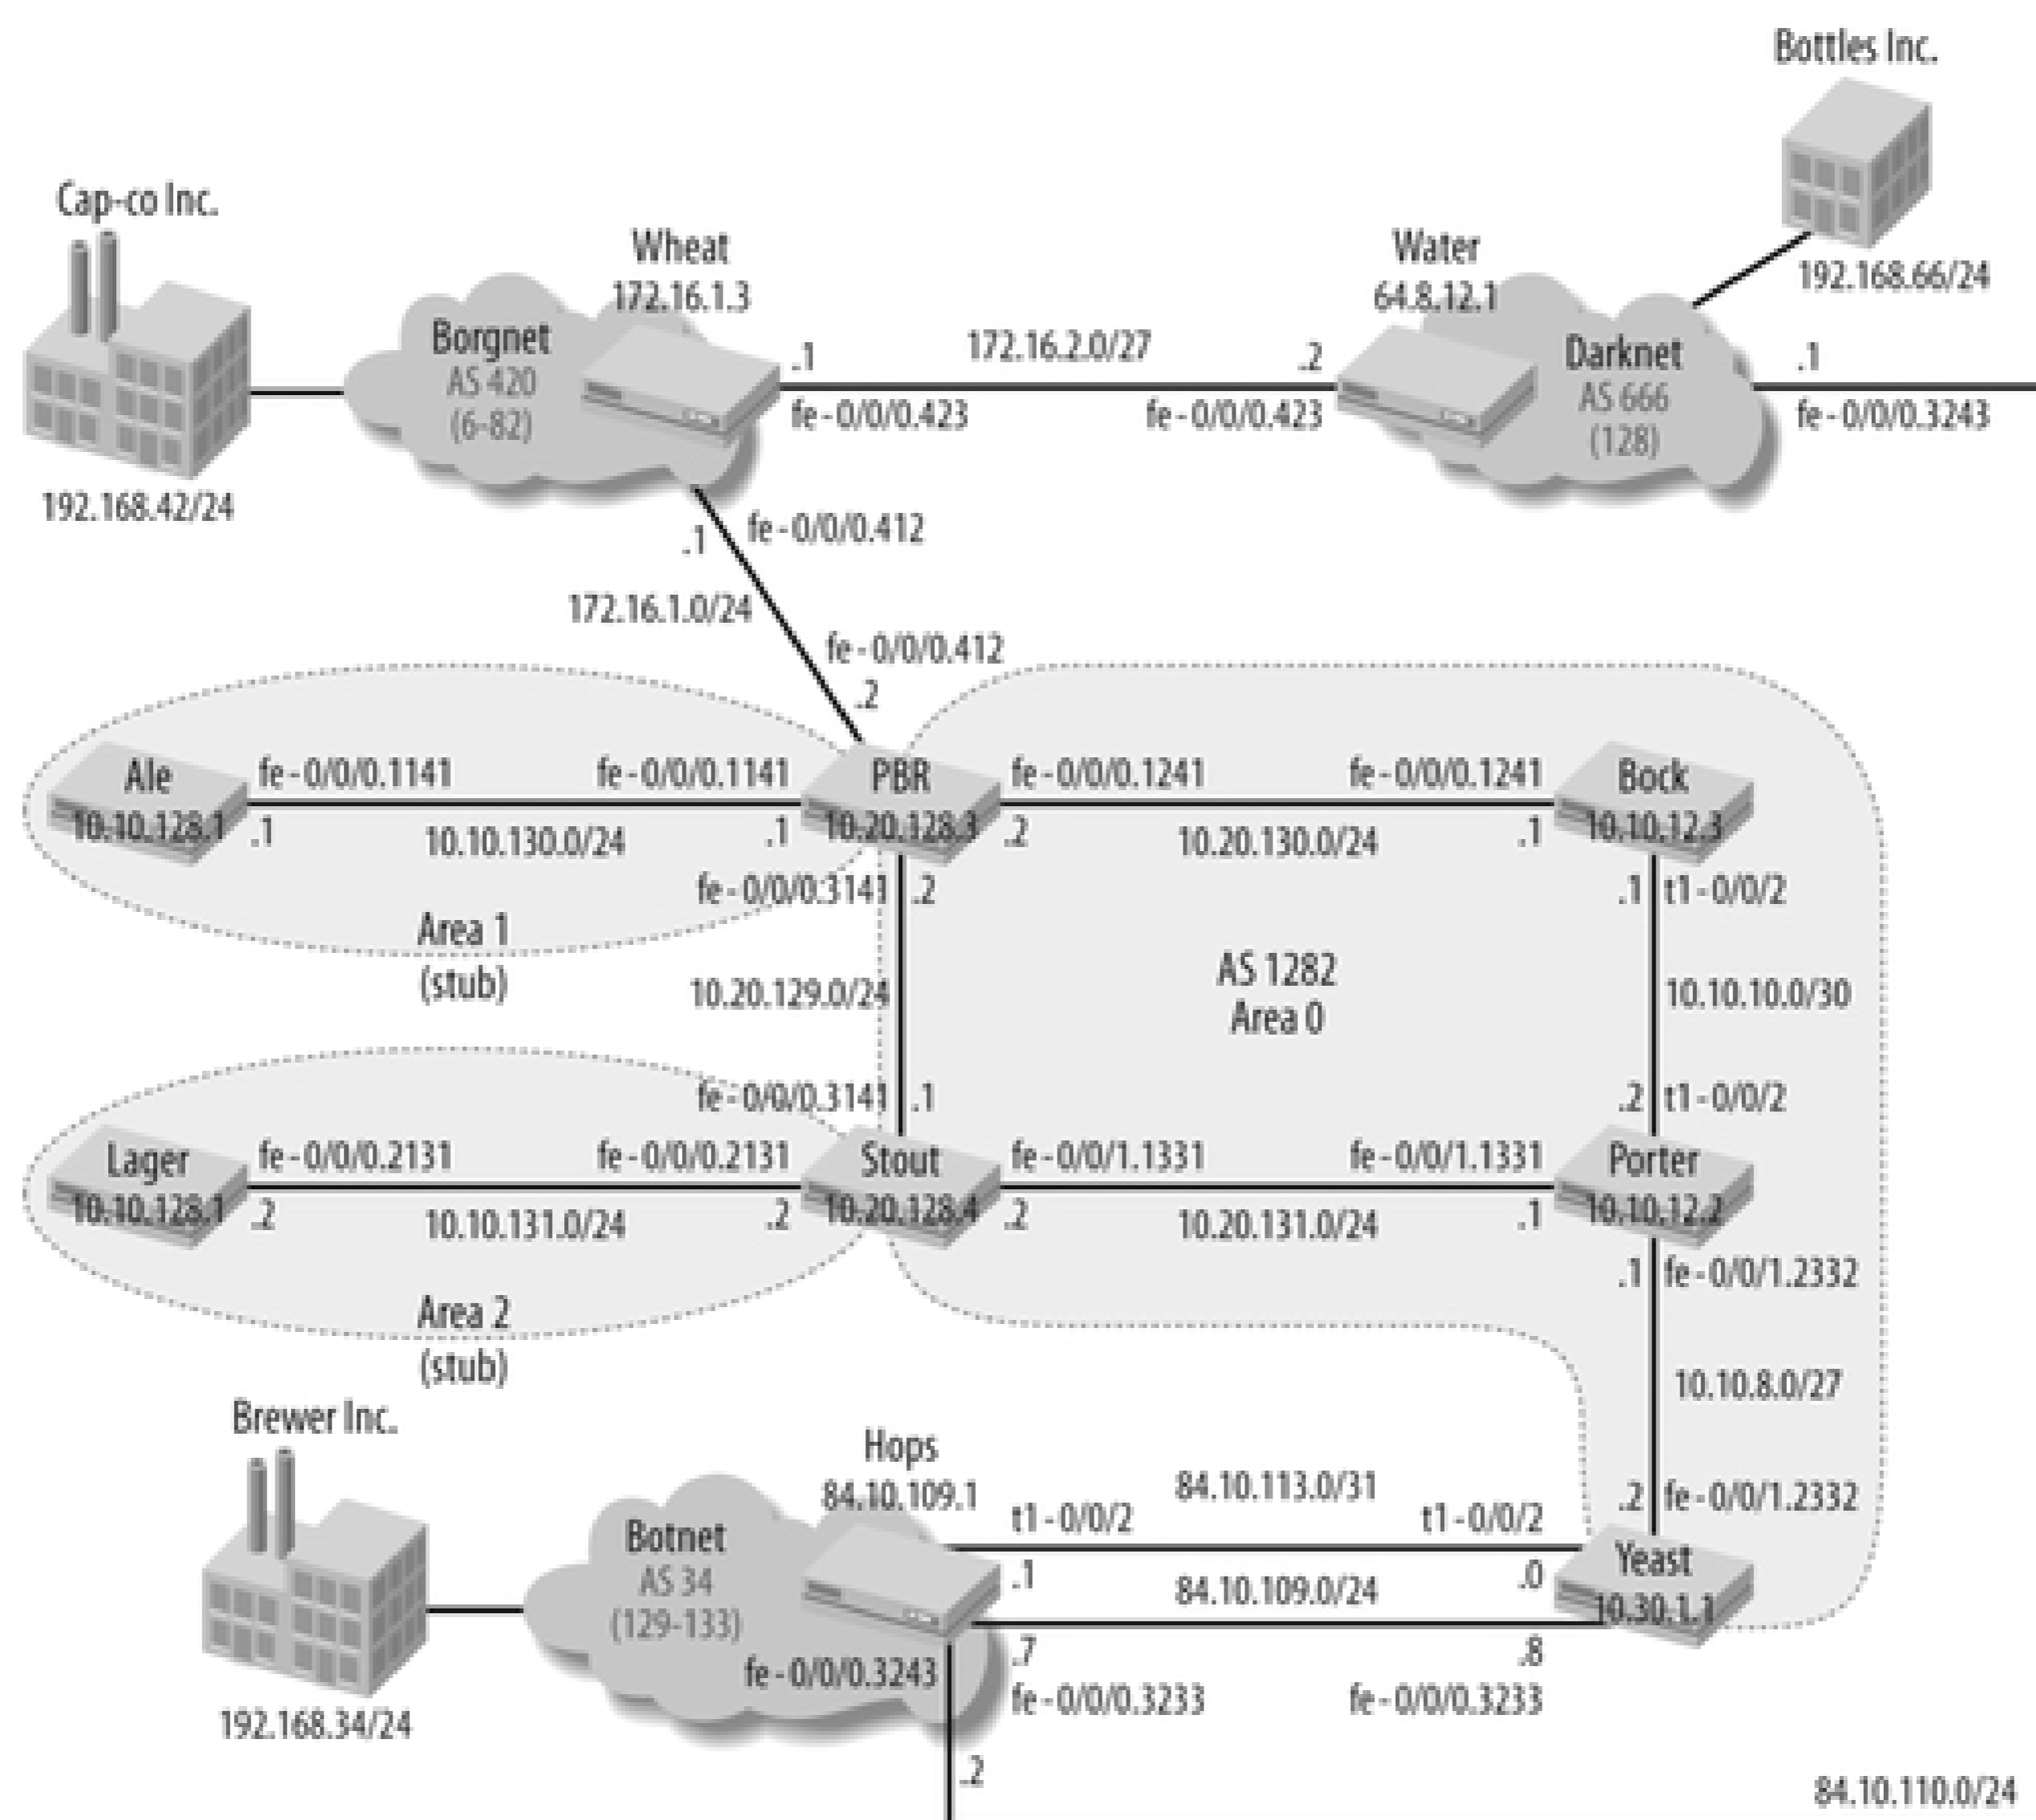 Bottles Inc.
Cap-co Inc.
Wheat
172.16.1.3
Water
64.8.12.1
192.168.66/24
Borgnet
AS 420
(6-82)
.1
172.16.2.0/27
.2
fe-0/0/0.423
fe-0/0/0.423
Darknet
AS 666
(128)
.1
fe-0/0/0.3243
192.168.42/24
.1
fe-0/0/0.412
172.16.1.0/24
fe-0/0/0.412
.2
Ale
10.10.128.1
fe-0/0/0.1141
fe-0/0/0.1141
.1
10.10.130.0/24
.1
PBR
10.20.128.3
fe-0/0/0.1241
fe-0/0/0.1241
.2
10.20.130.0/24
.1
Bock
10.10.12.3
fe-0/0/0.3141
.2
.1
t1-0/0/2
Area 1
(stub)
AS 1282
Area 0
10.20.129.0/24
10.10.10.0/30
fe-0/0/0.3141
.1
.2
t1-0/0/2
Lager
10.10.128.1
fe-0/0/0.2131
fe-0/0/0.2131
.2
10.10.131.0/24
.2
Stout
10.20.128.4
fe-0/0/1.1331
fe-0/0/1.1331
.2
10.20.131.0/24
.1
Porter
10.10.12.2
.1
fe-0/0/1.2332
Area 2
(stub)
10.10.8.0/27
Brewer Inc.
Hops
84.10.109.1
84.10.113.0/31
t1-0/0/2
t1-0/0/2
.2
fe-0/0/1.2332
Botnet
AS 34
(129-133)
.1
84.10.109.0/24
.0
Yeast
10.30.1.1
.7
.8
fe-0/0/0.3243
fe-0/0/0.3233
fe-0/0/0.3233
192.168.34/24
.2
84.10.110.0/24